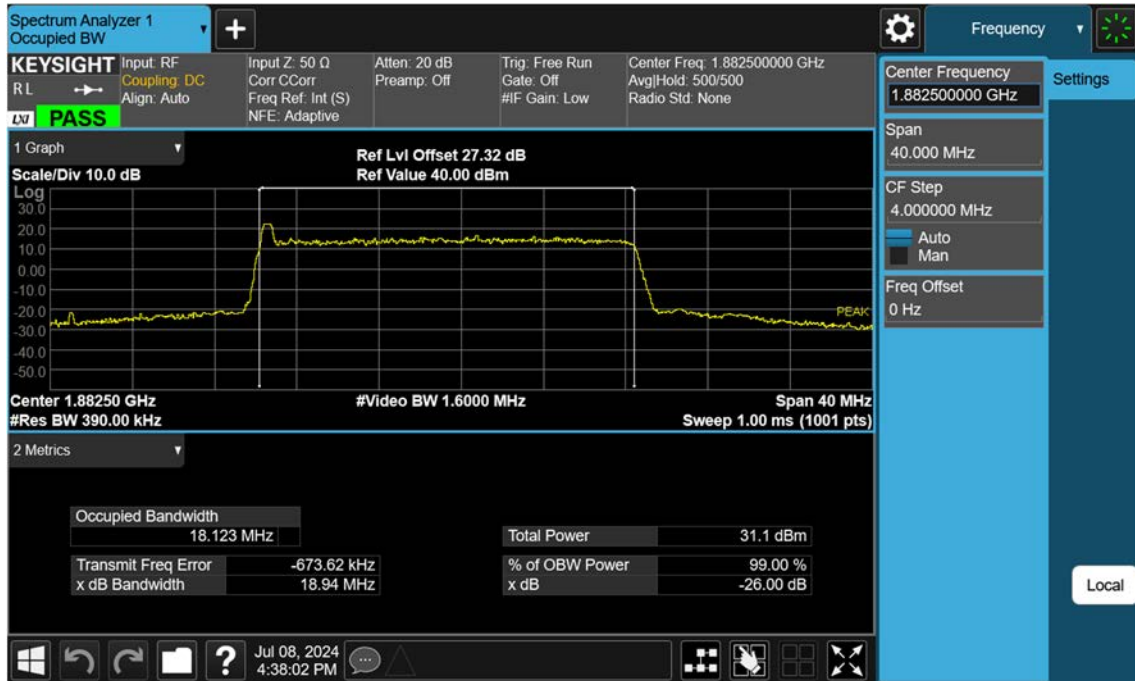 Spectrum Analyzer 1
Occupied BW
Frequency
KEYSIGHT
RL
LXI
PASS
Input: RF
Coupling: DC
Align: Auto
Input Z: 50 Ω
Corr CCorr
Freq Ref: Int (S)
NFE: Adaptive
Atten: 20 dB
Preamp: Off
Trig: Free Run
Gate: Off
#IF Gain: Low
Center Freq: 1.882500000 GHz
Avg|Hold: 500/500
Radio Std: None
1 Graph
Scale/Div 10.0 dB
Ref Lvl Offset 27.32 dB
Ref Value 40.00 dBm
Log
30.0
20.0
10.0
0.00
-10.0
-20.0
-30.0
-40.0
-50.0
PEAK
Center 1.88250 GHz
#Res BW 390.00 kHz
#Video BW 1.6000 MHz
Span 40 MHz
Sweep 1.00 ms (1001 pts)
2 Metrics
Occupied Bandwidth
18.123 MHz
Transmit Freq Error -673.62 kHz
x dB Bandwidth 18.94 MHz
Total Power 31.1 dBm
% of OBW Power 99.00 %
x dB -26.00 dB
Center Frequency
1.882500000 GHz
Span
40.000 MHz
CF Step
4.000000 MHz
Auto
Man
Freq Offset
0 Hz
Settings
Local
?
Jul 08, 2024
4:38:02 PM